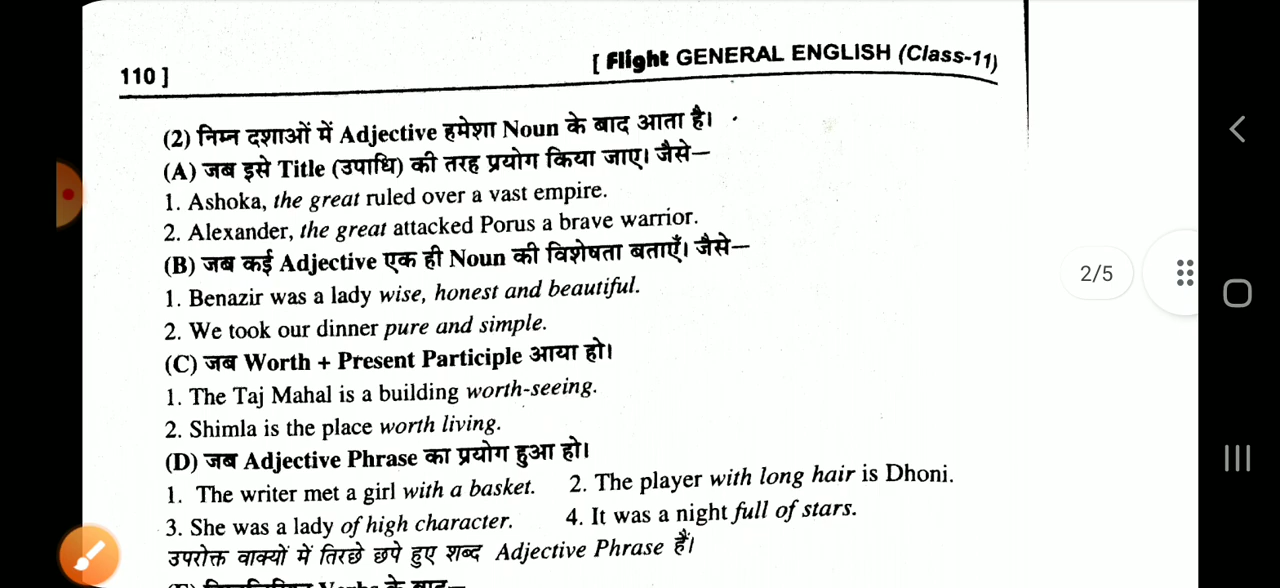 110 ]
[ Flight GENERAL ENGLISH (Class-11)
(2) निम्न दशाओं में Adjective हमेशा Noun के बाद आता है।
(A) जब इसे Title (उपाधि) की तरह प्रयोग किया जाए। जैसे—
1. Ashoka, the great ruled over a vast empire.
2. Alexander, the great attacked Porus a brave warrior.
(B) जब कई Adjective एक ही Noun की विशेषता बताएँ। जैसे—
1. Benazir was a lady wise, honest and beautiful.
2. We took our dinner pure and simple.
(C) जब Worth + Present Participle आया हो।
1. The Taj Mahal is a building worth-seeing.
2. Shimla is the place worth living.
(D) जब Adjective Phrase का प्रयोग हुआ हो।
1. The writer met a girl with a basket. 2. The player with long hair is Dhoni.
3. She was a lady of high character. 4. It was a night full of stars.
उपरोक्त वाक्यों में तिरछे छपे हुए शब्द Adjective Phrase हैं।
2/5